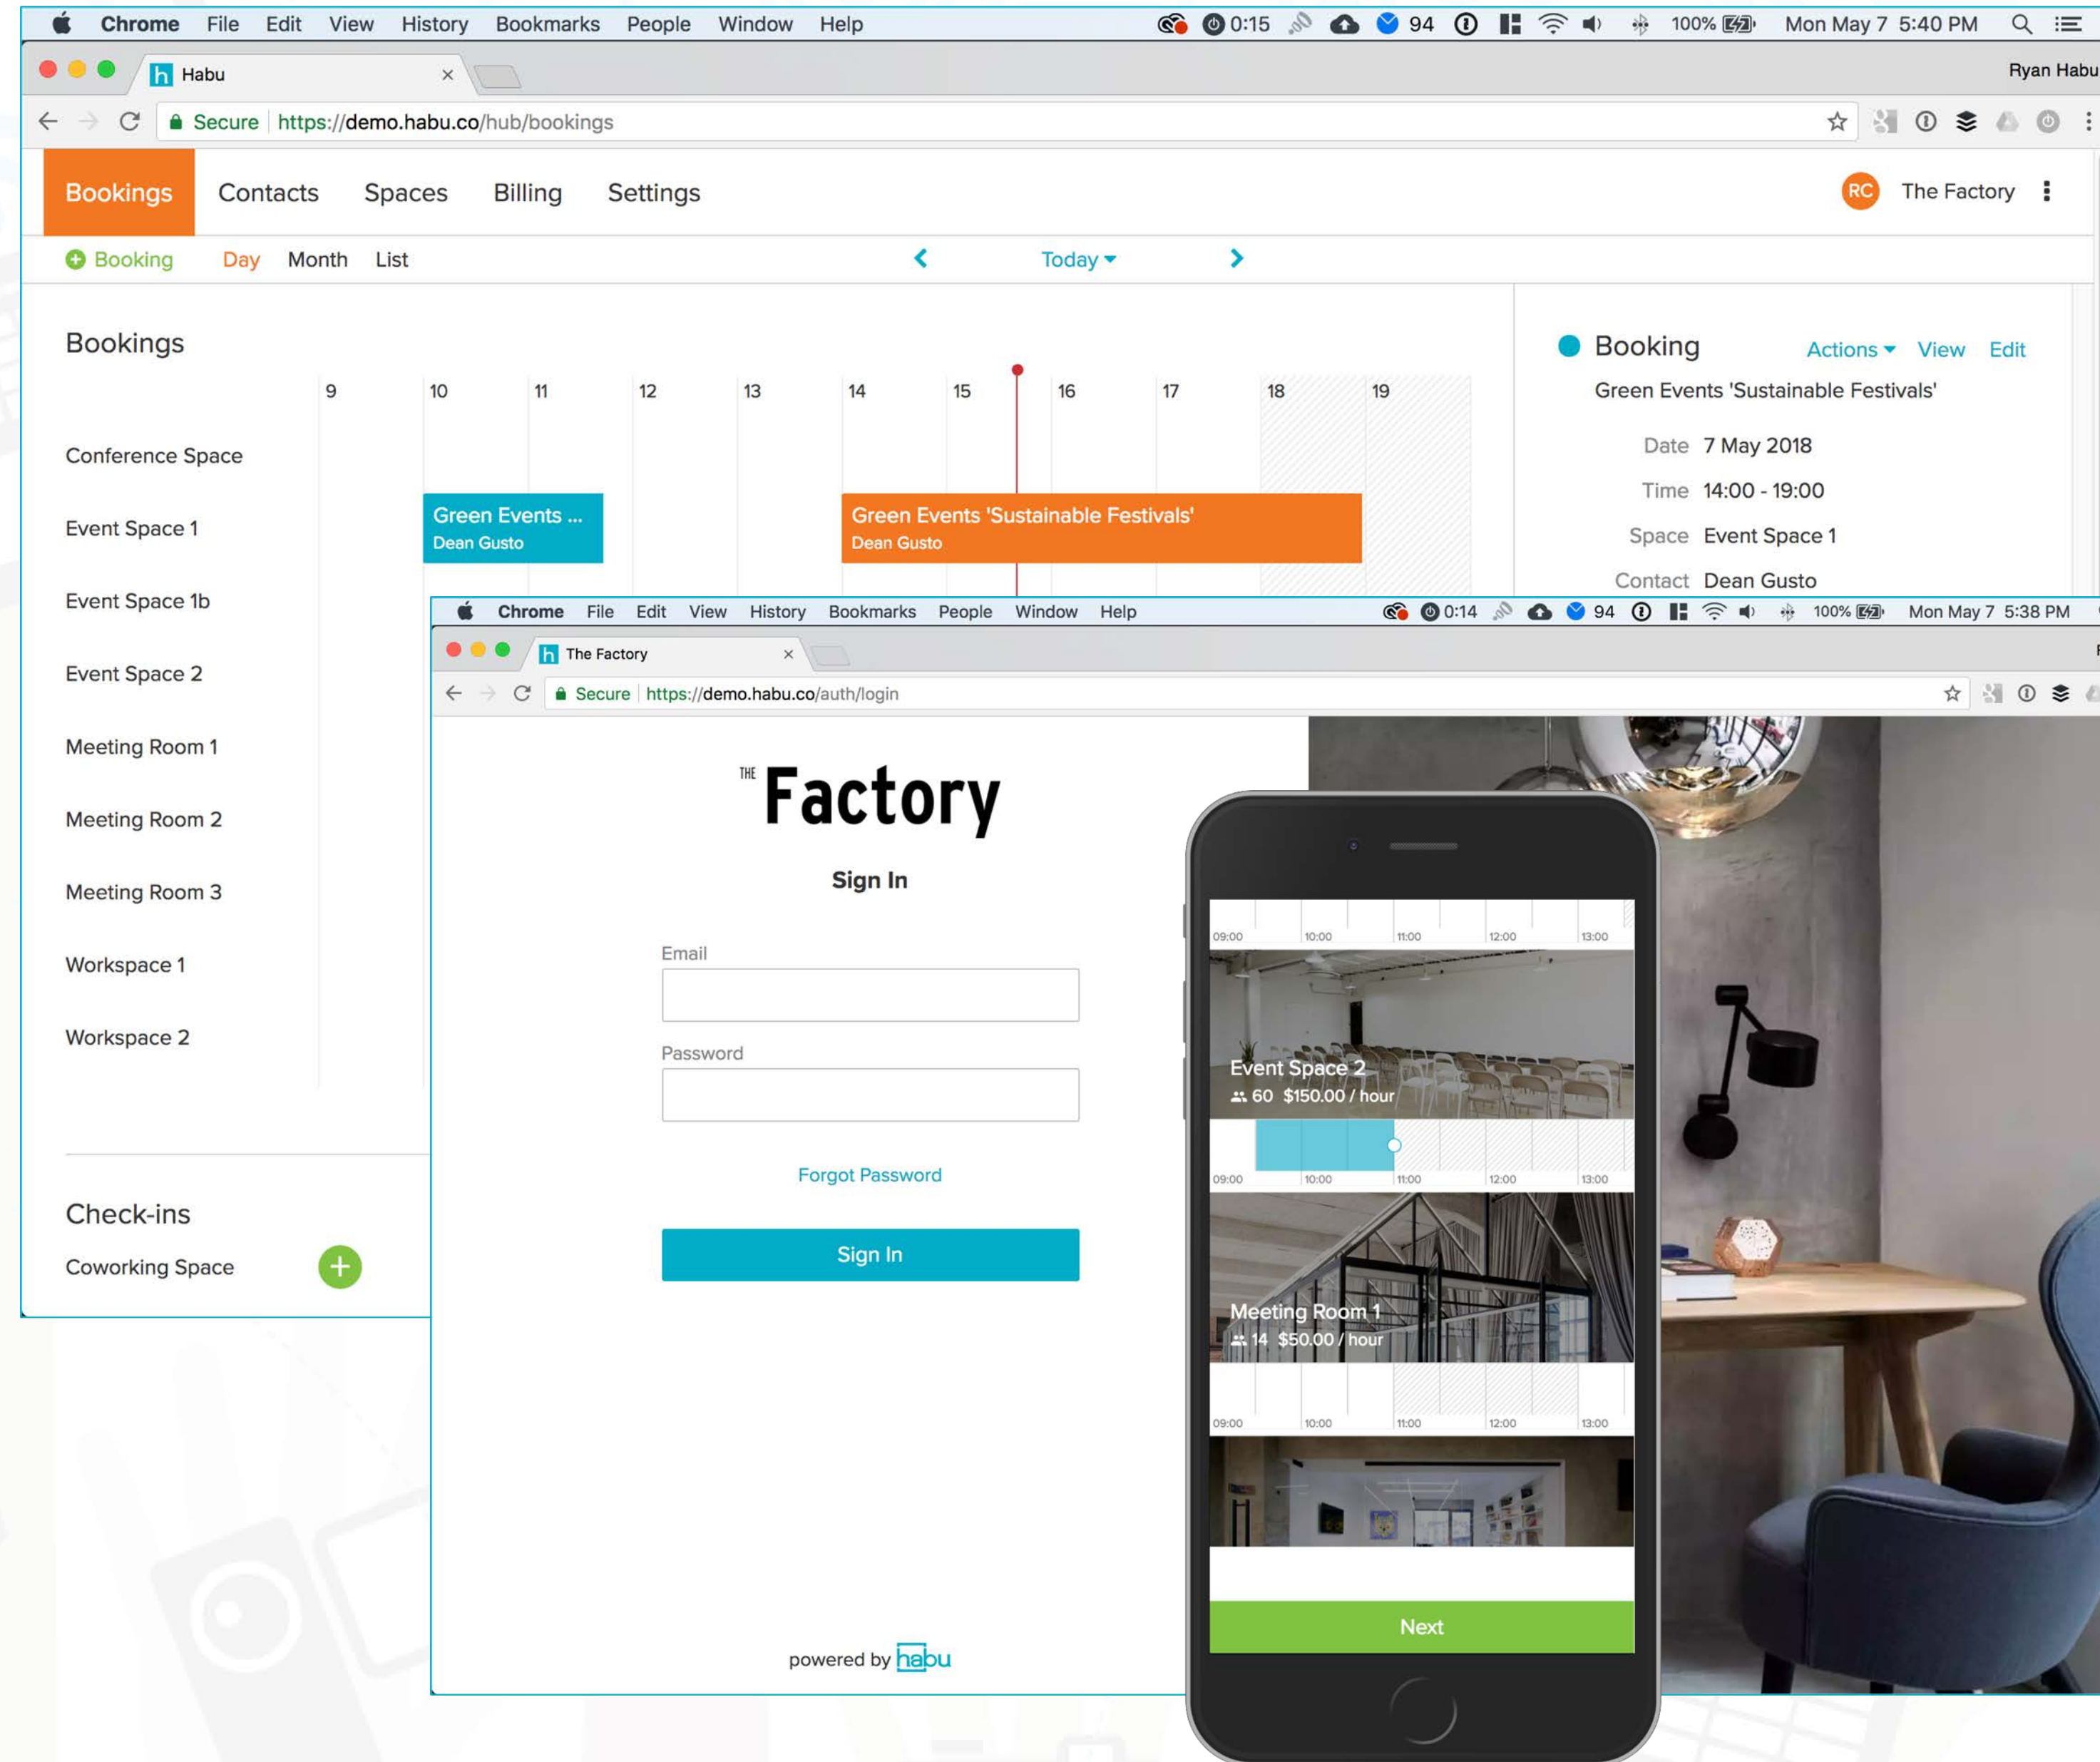 Chrome File Edit View History Bookmarks People Window Help 0:15 94 100% Mon May 7 5:40 PM
Habu Ryan Habu
Secure https://demo.habu.co/hub/bookings
Bookings Contacts Spaces Billing Settings RC The Factory
Booking Day Month List Today
Bookings
9 10 11 12 13 14 15 16 17 18 19
Conference Space
Event Space 1
Green Events ...
Dean Gusto
Green Events 'Sustainable Festivals'
Dean Gusto
Event Space 1b
Event Space 2
Meeting Room 1
Meeting Room 2
Meeting Room 3
Workspace 1
Workspace 2
Check-ins
Coworking Space
Booking Actions View Edit
Green Events 'Sustainable Festivals'
Date 7 May 2018
Time 14:00 - 19:00
Space Event Space 1
Contact Dean Gusto
Chrome File Edit View History Bookmarks People Window Help 0:14 94 100% Mon May 7 5:38 PM
The Factory
Secure https://demo.habu.co/auth/login
THE Factory
Sign In
Email
Password
Forgot Password
Sign In
powered by habu
09:00 10:00 11:00 12:00 13:00
Event Space 2
60 $150.00 / hour
09:00 10:00 11:00 12:00 13:00
Meeting Room 1
14 $50.00 / hour
09:00 10:00 11:00 12:00 13:00
Next